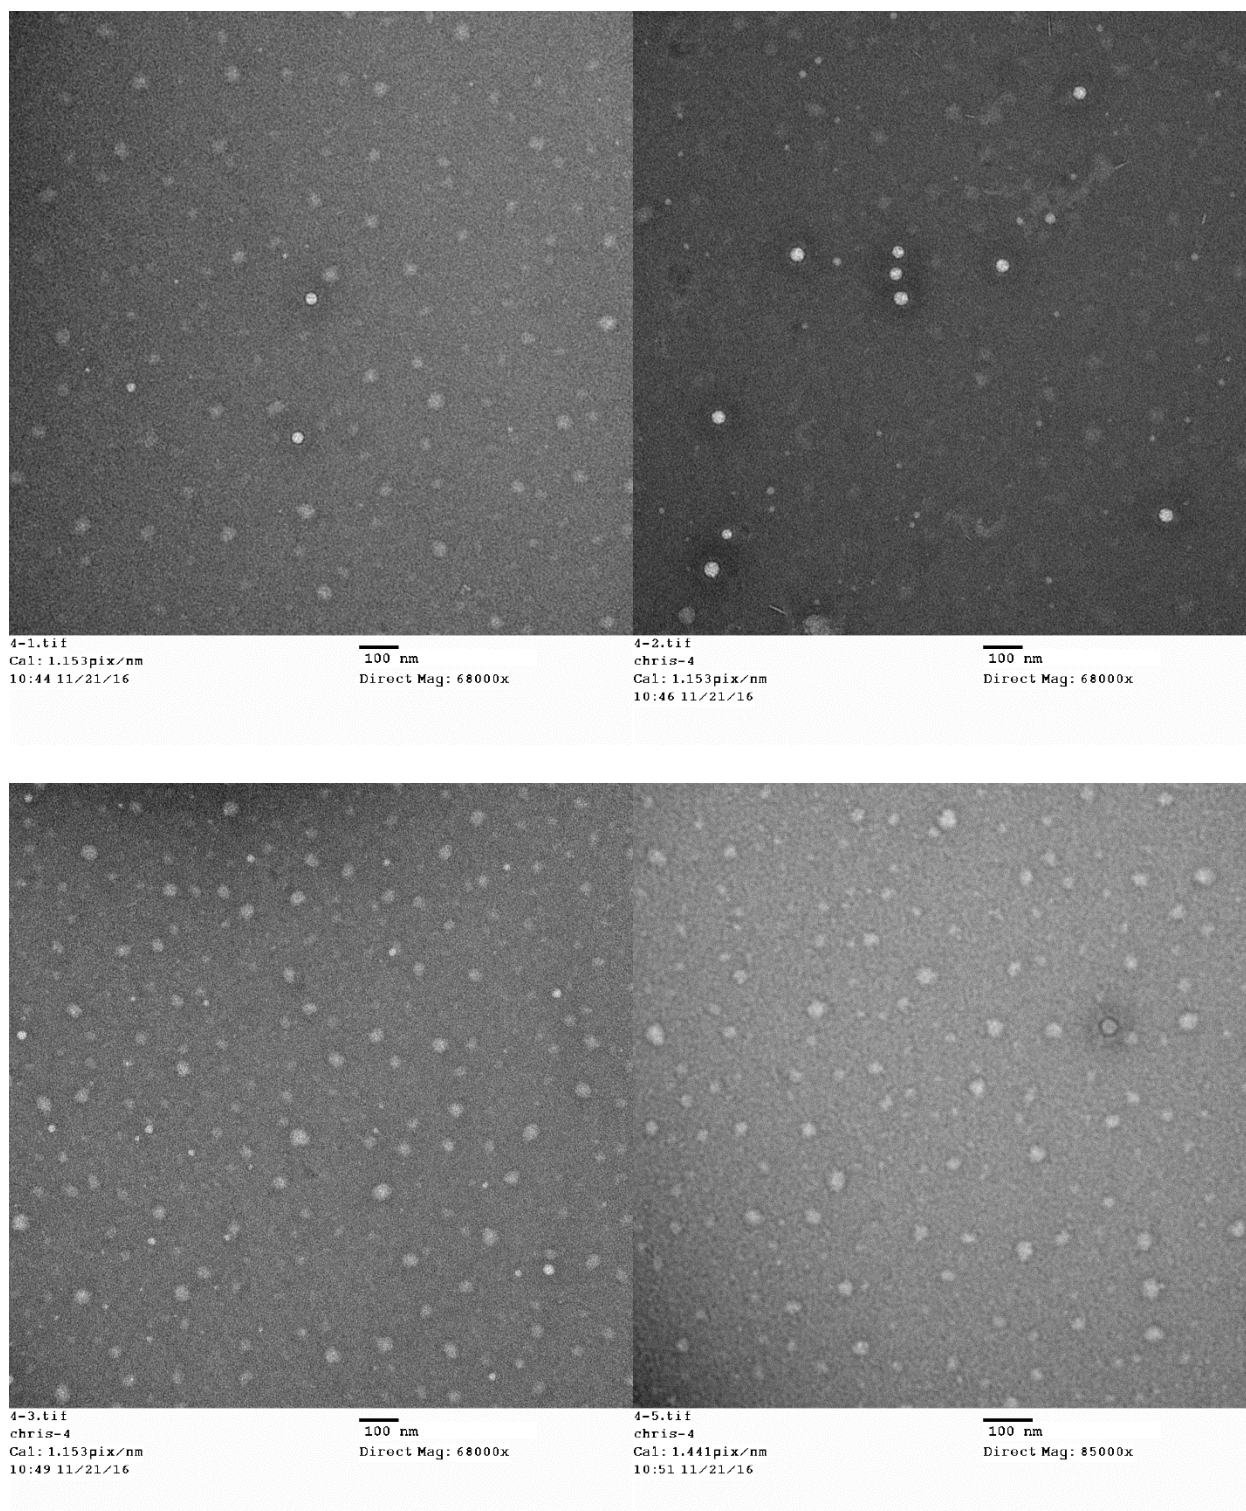 4-1.tif
Cal: 1.153pix/nm
10:44 11/21/16
100 nm
Direct Mag: 68000x
4-2.tif
chris-4
Cal: 1.153pix/nm
10:46 11/21/16
100 nm
Direct Mag: 68000x
4-3.tif
chris-4
Cal: 1.153pix/nm
10:49 11/21/16
100 nm
Direct Mag: 68000x
4-5.tif
chris-4
Cal: 1.441pix/nm
10:51 11/21/16
100 nm
Direct Mag: 85000x